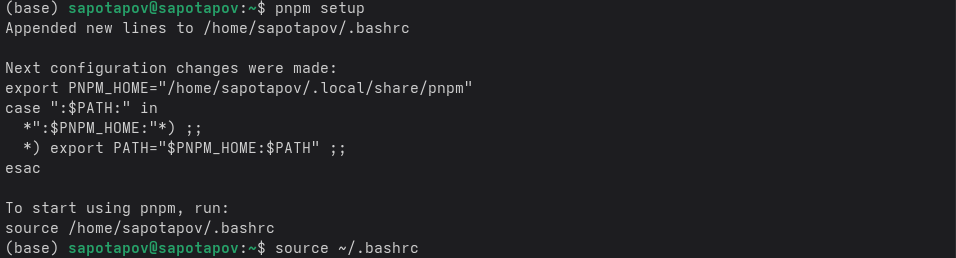 (base) sapotapov@sapotapov:~$ pnpm setup
Appended new lines to /home/sapotapov/.bashrc

Next configuration changes were made:
export PNPM_HOME="/home/sapotapov/.local/share/pnpm"
case ":$PATH:" in
  *":$PNPM_HOME:"*) ;;
  *) export PATH="$PNPM_HOME:$PATH" ;;
esac

To start using pnpm, run:
source /home/sapotapov/.bashrc
(base) sapotapov@sapotapov:~$ source ~/.bashrc